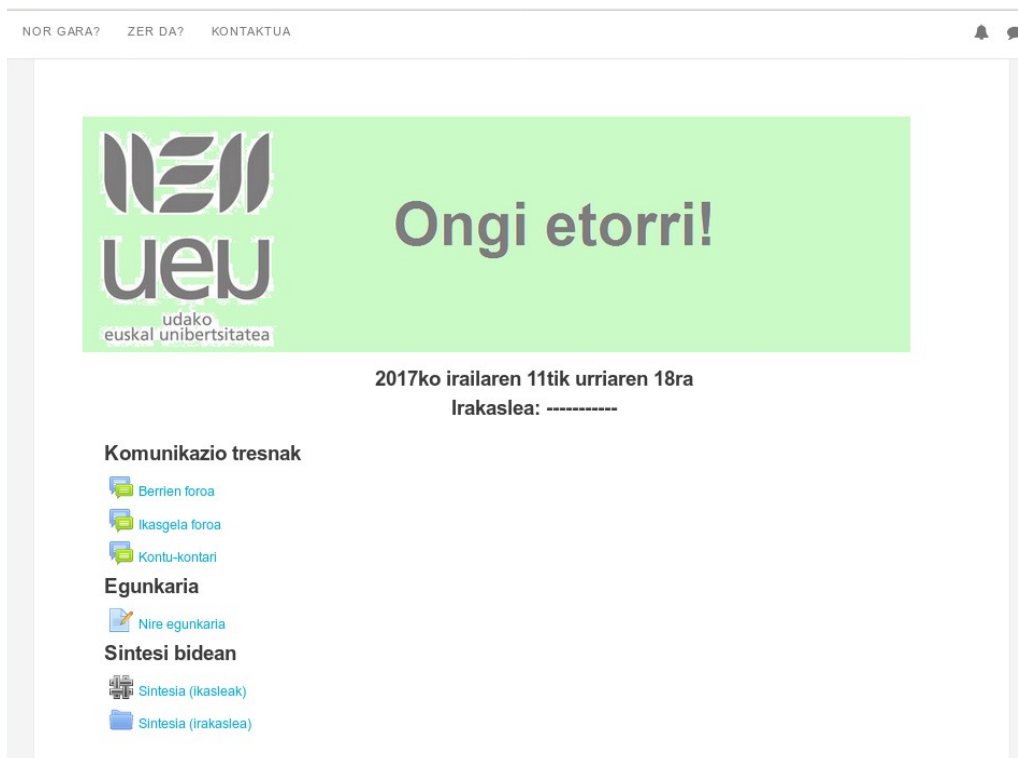 NOR GARA? ZER DA? KONTAKTUA
Ongi etorri!
ueu
udako
euskal unibertsitatea
2017ko irailaren 11tik urriaren 18ra
Irakaslea: -----------
Komunikazio tresnak
Berrien foroa
Ikasgela foroa
Kontu-kontari
Egunkaria
Nire egunkaria
Sintesi bidean
Sintesia (ikasleak)
Sintesia (irakaslea)